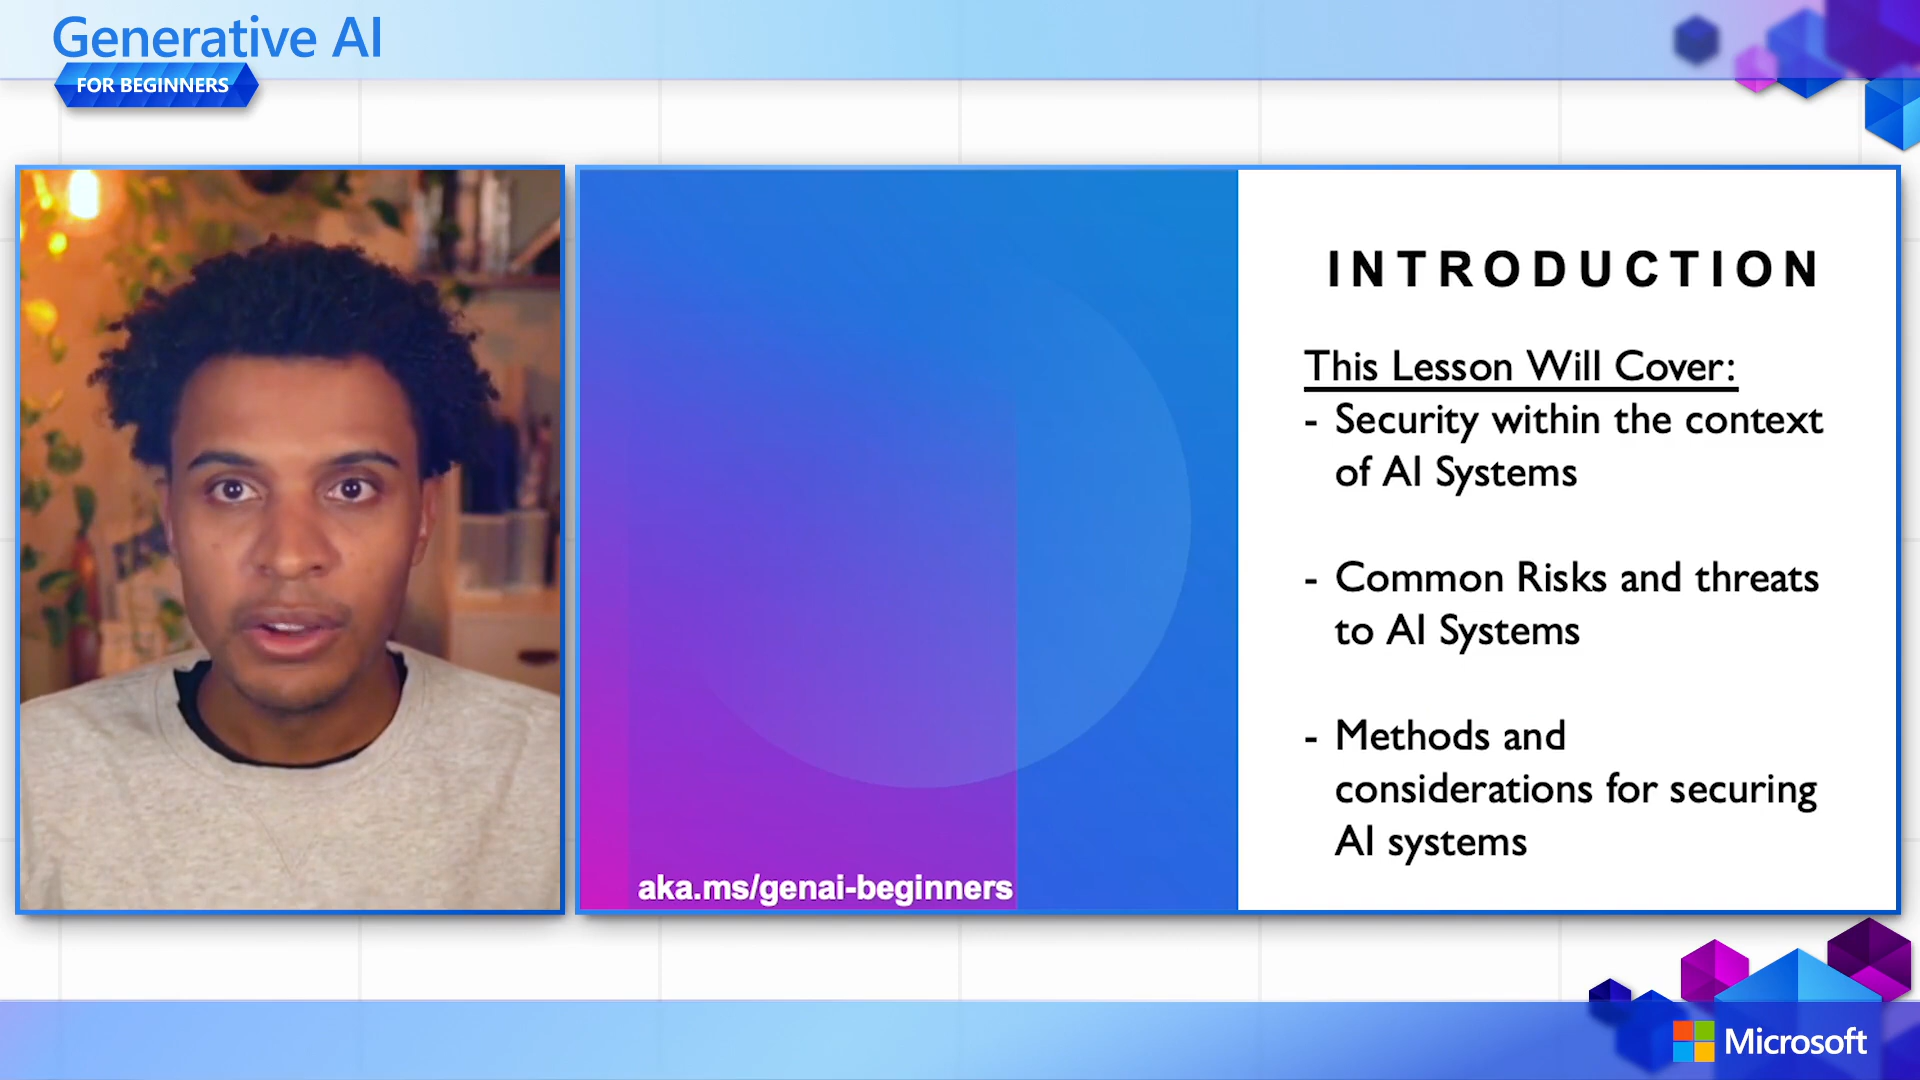 Generative AI
FOR BEGINNERS
INTRODUCTION
This Lesson Will Cover:
- Security within the context
of AI Systems
- Common Risks and threats
to AI Systems
- Methods and
considerations for securing
AI systems
aka.ms/genai-beginners
Microsoft